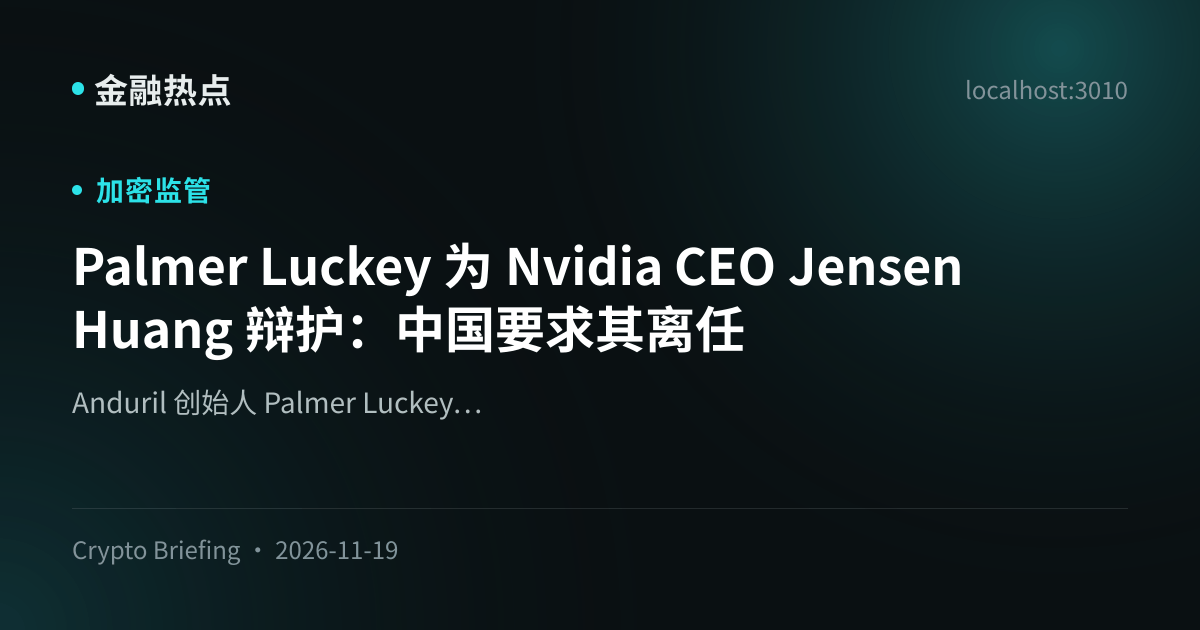 金融热点
localhost:3010
加密监管
Palmer Luckey 为 Nvidia CEO Jensen
Huang 辩护：中国要求其离任
Anduril 创始人 Palmer Luckey…
Crypto Briefing · 2026-11-19